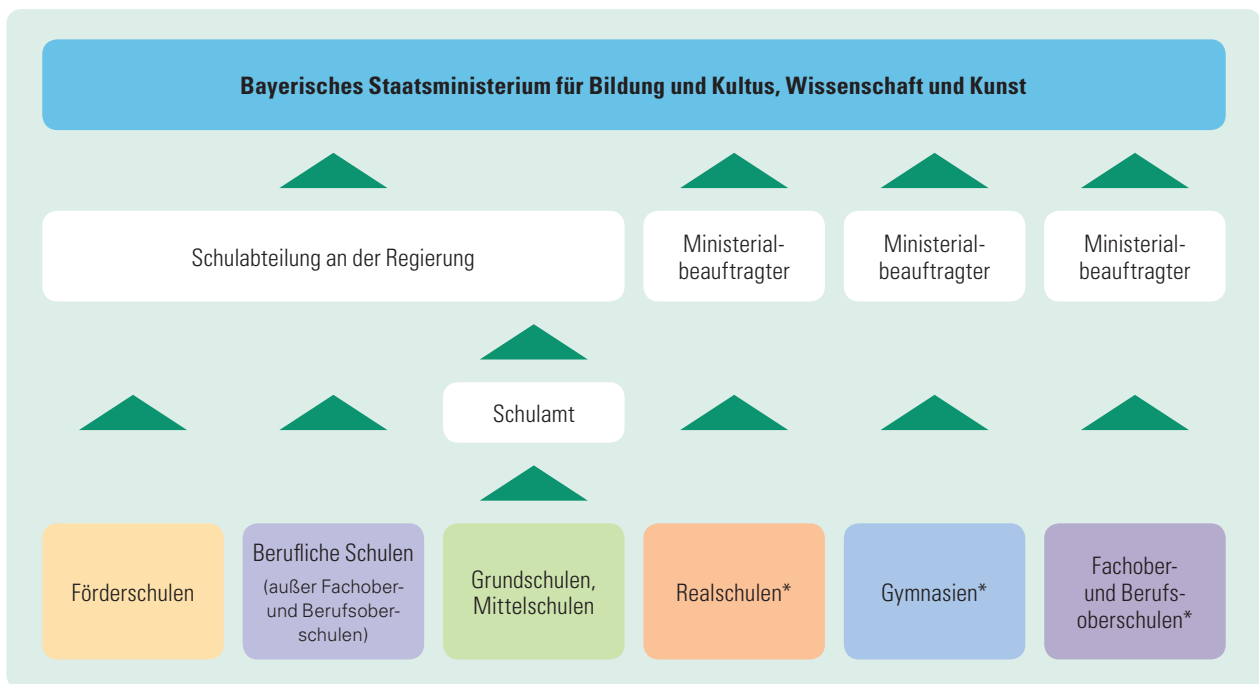 Bayerisches Staatsministerium für Bildung und Kultus, Wissenschaft und Kunst
Schulabteilung an der Regierung
Ministerial-
beauftragter
Ministerial-
beauftragter
Ministerial-
beauftragter
Schulamt
Förderschulen
Berufliche Schulen
(außer Fachober-
und Berufsober-
schulen)
Grundschulen,
Mittelschulen
Realschulen*
Gymnasien*
Fachober-
und Berufs-
oberschulen*